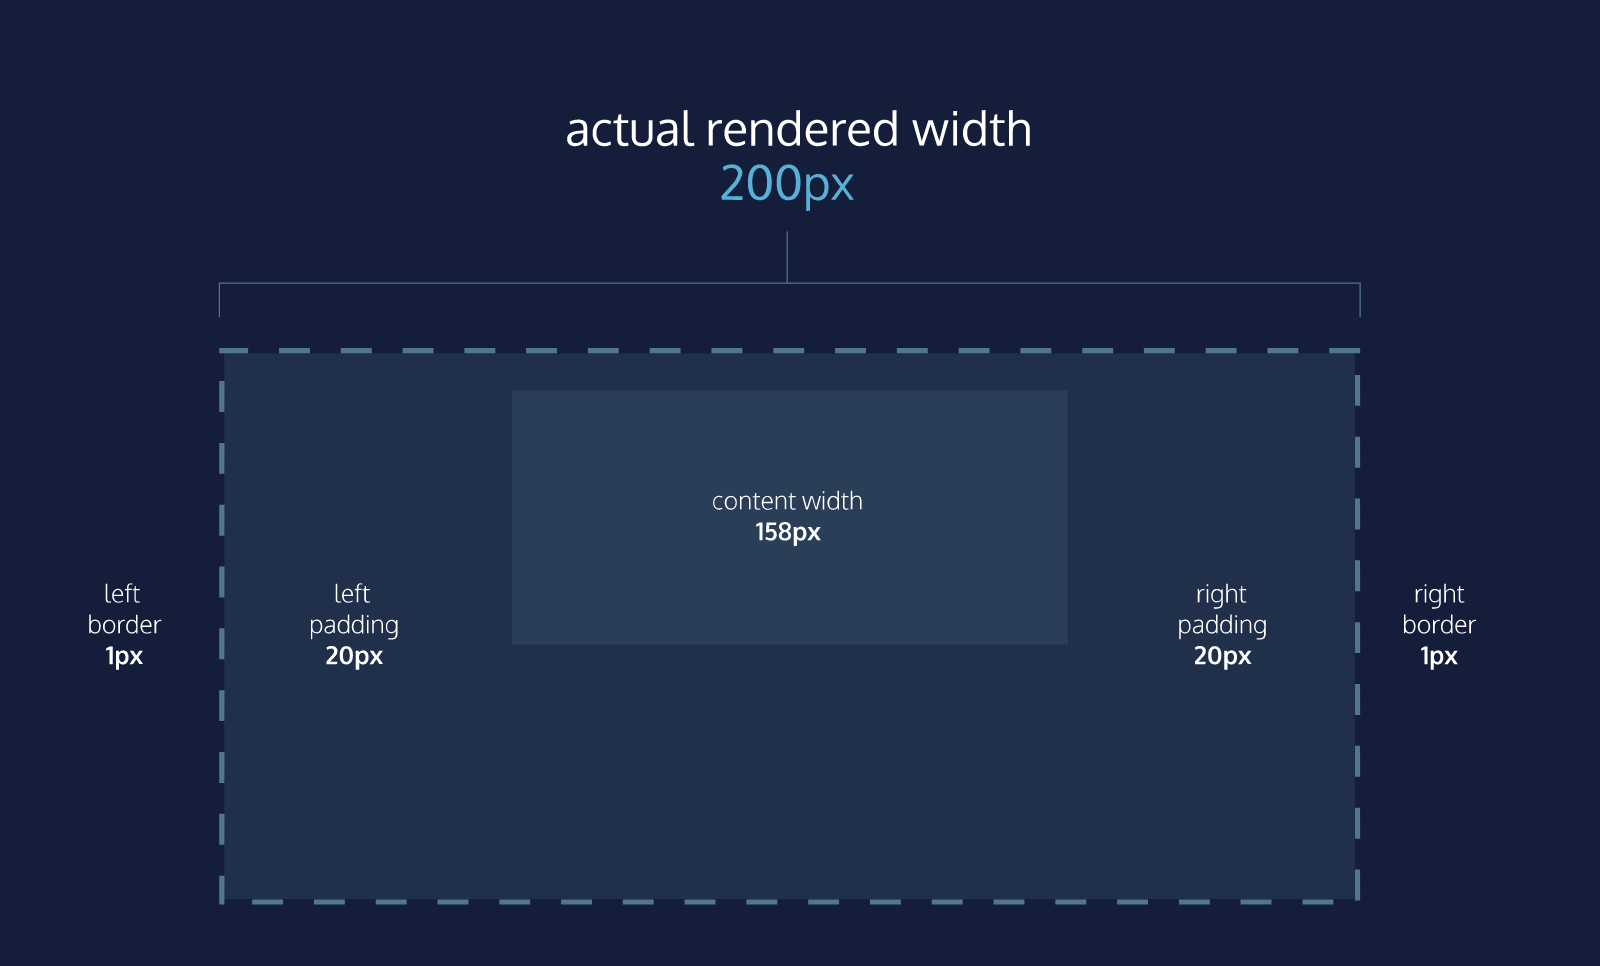 actual rendered width
200px
content width
158px
left
border
1px
left
padding
20px
right
padding
20px
right
border
1px